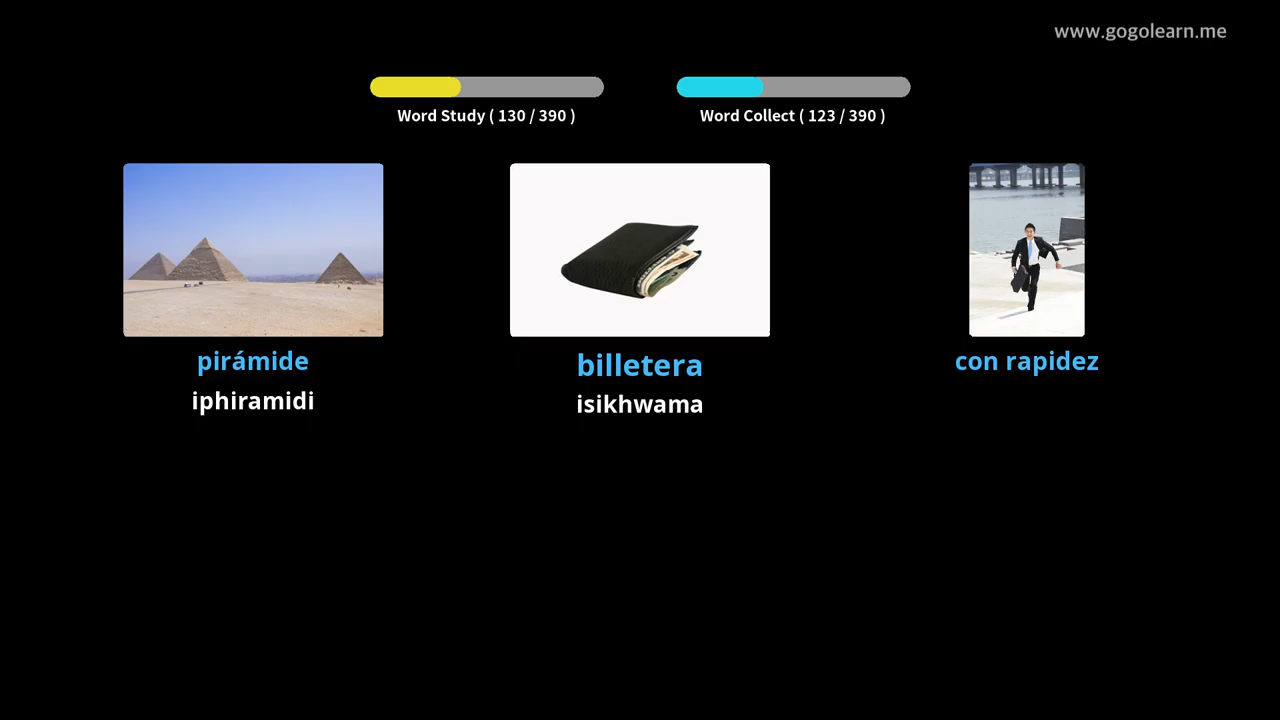 www.gogolearn.me
Word Study ( 130 / 390 )
Word Collect ( 123 / 390 )
pirámide
iphiramidi
billetera
isikhwama
con rapidez